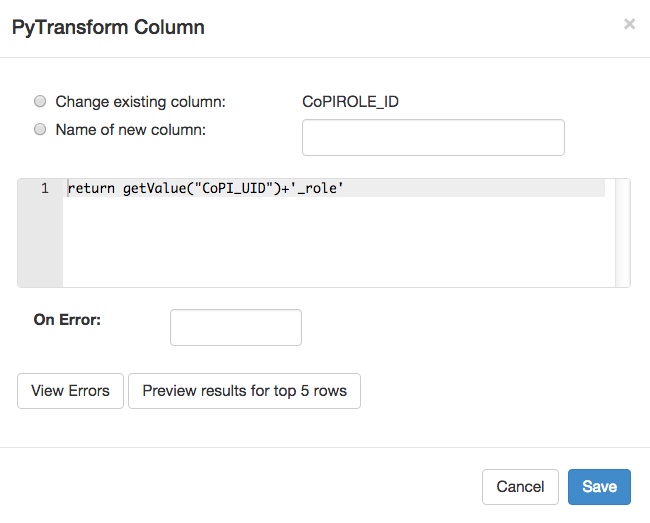 PyTransform Column
×
Change existing column: CoPIROLE_ID
Name of new column:
1 return getValue("CoPI_UID")+'_role'
On Error:
View Errors Preview results for top 5 rows
Cancel Save